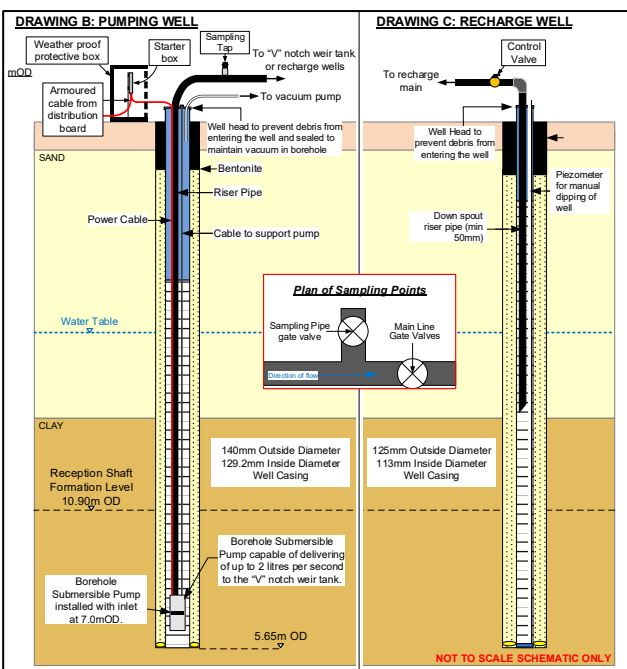 DRAWING B: PUMPING WELL
Weather proof
protective box
Starter
box
Sampling
Tap
To “V” notch weir tank
or recharge wells
mOD
Armoured
cable from
distribution
board
To vacuum pump
Well head to prevent debris from
entering the well and sealed to
maintain vacuum in borehole
SAND
Bentonite
Riser Pipe
Power Cable
Cable to support pump
Water Table
CLAY
140mm Outside Diameter
129.2mm Inside Diameter
Well Casing
Reception Shaft
Formation Level
10.90m OD
Borehole Submersible
Pump capable of delivering
of up to 2 litres per second
to the “V” notch weir tank.
Borehole
Submersible Pump
installed with inlet
at 7.0mOD.
5.65m OD
Plan of Sampling Points
Sampling Pipe
gate valve
Main Line
Gate Valves
Direction of flow
DRAWING C: RECHARGE WELL
Control
Valve
To recharge
main
Well Head to
prevent debris from
entering the well
Piezometer
for manual
dipping of
well
Down spout
riser pipe (min
50mm)
125mm Outside Diameter
113mm Inside Diameter
Well Casing
NOT TO SCALE SCHEMATIC ONLY